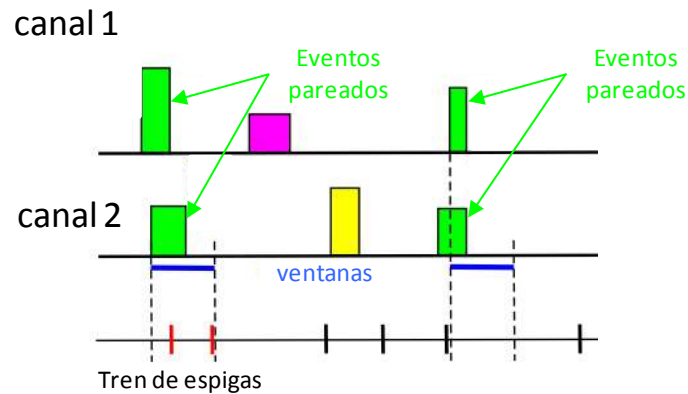 canal 1
Eventos
pareados
Eventos
pareados
canal 2
ventanas
Tren de espigas